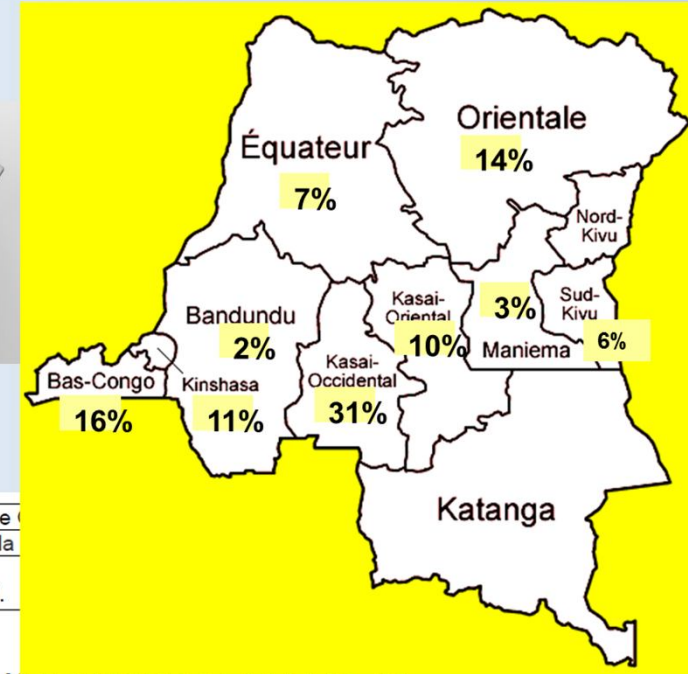 Orientale
14%
Équateur
7%
Nord-
Kivu
Bandundu
2%
Kasai-
Oriental
10%
3%
Maniema
Sud-
Kivu
6%
Bas-Congo
16%
Kinshasa
11%
Kasai-
Occidental
31%
Katanga